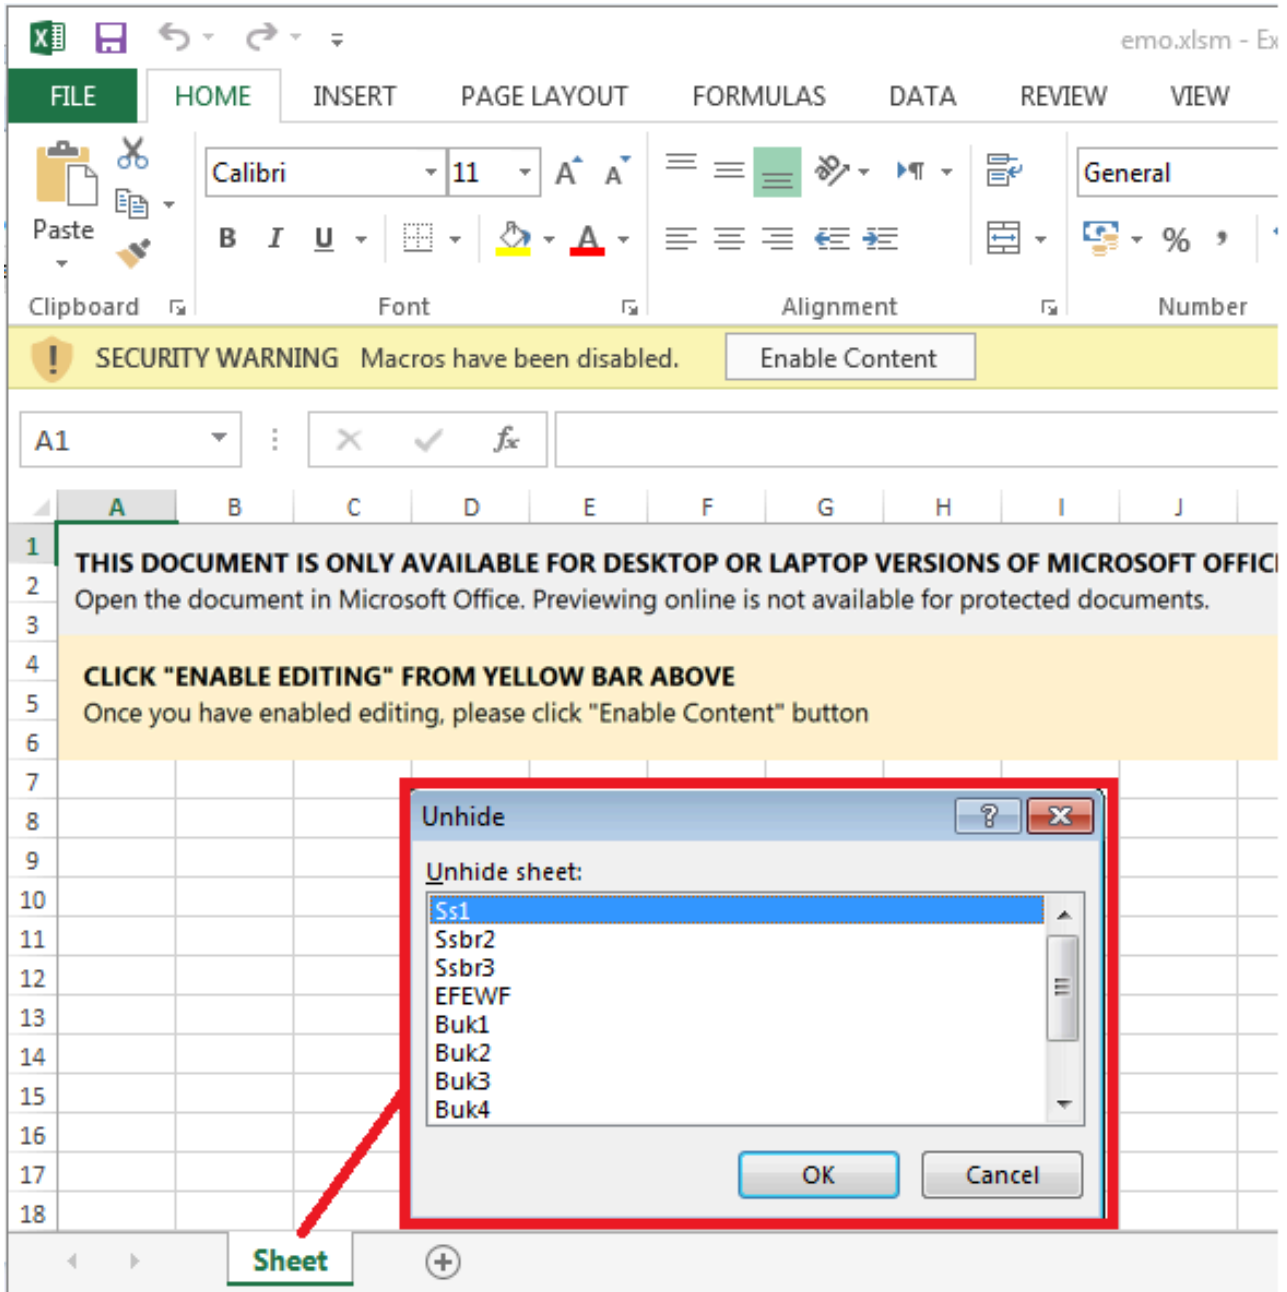 emo.xlsm - Ex
FILE HOME INSERT PAGE LAYOUT FORMULAS DATA REVIEW VIEW
Calibri 11 A A General
Paste B I U A %
Clipboard Font Alignment Number
SECURITY WARNING Macros have been disabled. Enable Content
A1 fx
A B C D E F G H I J
1
THIS DOCUMENT IS ONLY AVAILABLE FOR DESKTOP OR LAPTOP VERSIONS OF MICROSOFT OFFIC
2
Open the document in Microsoft Office. Previewing online is not available for protected documents.
3
4
CLICK "ENABLE EDITING" FROM YELLOW BAR ABOVE
5
Once you have enabled editing, please click "Enable Content" button
6
7
8
9
10
11
12
13
14
15
16
17
18
Unhide
Unhide sheet:
Ss1
Ssbr2
Ssbr3
EFEWF
Buk1
Buk2
Buk3
Buk4
OK Cancel
Sheet